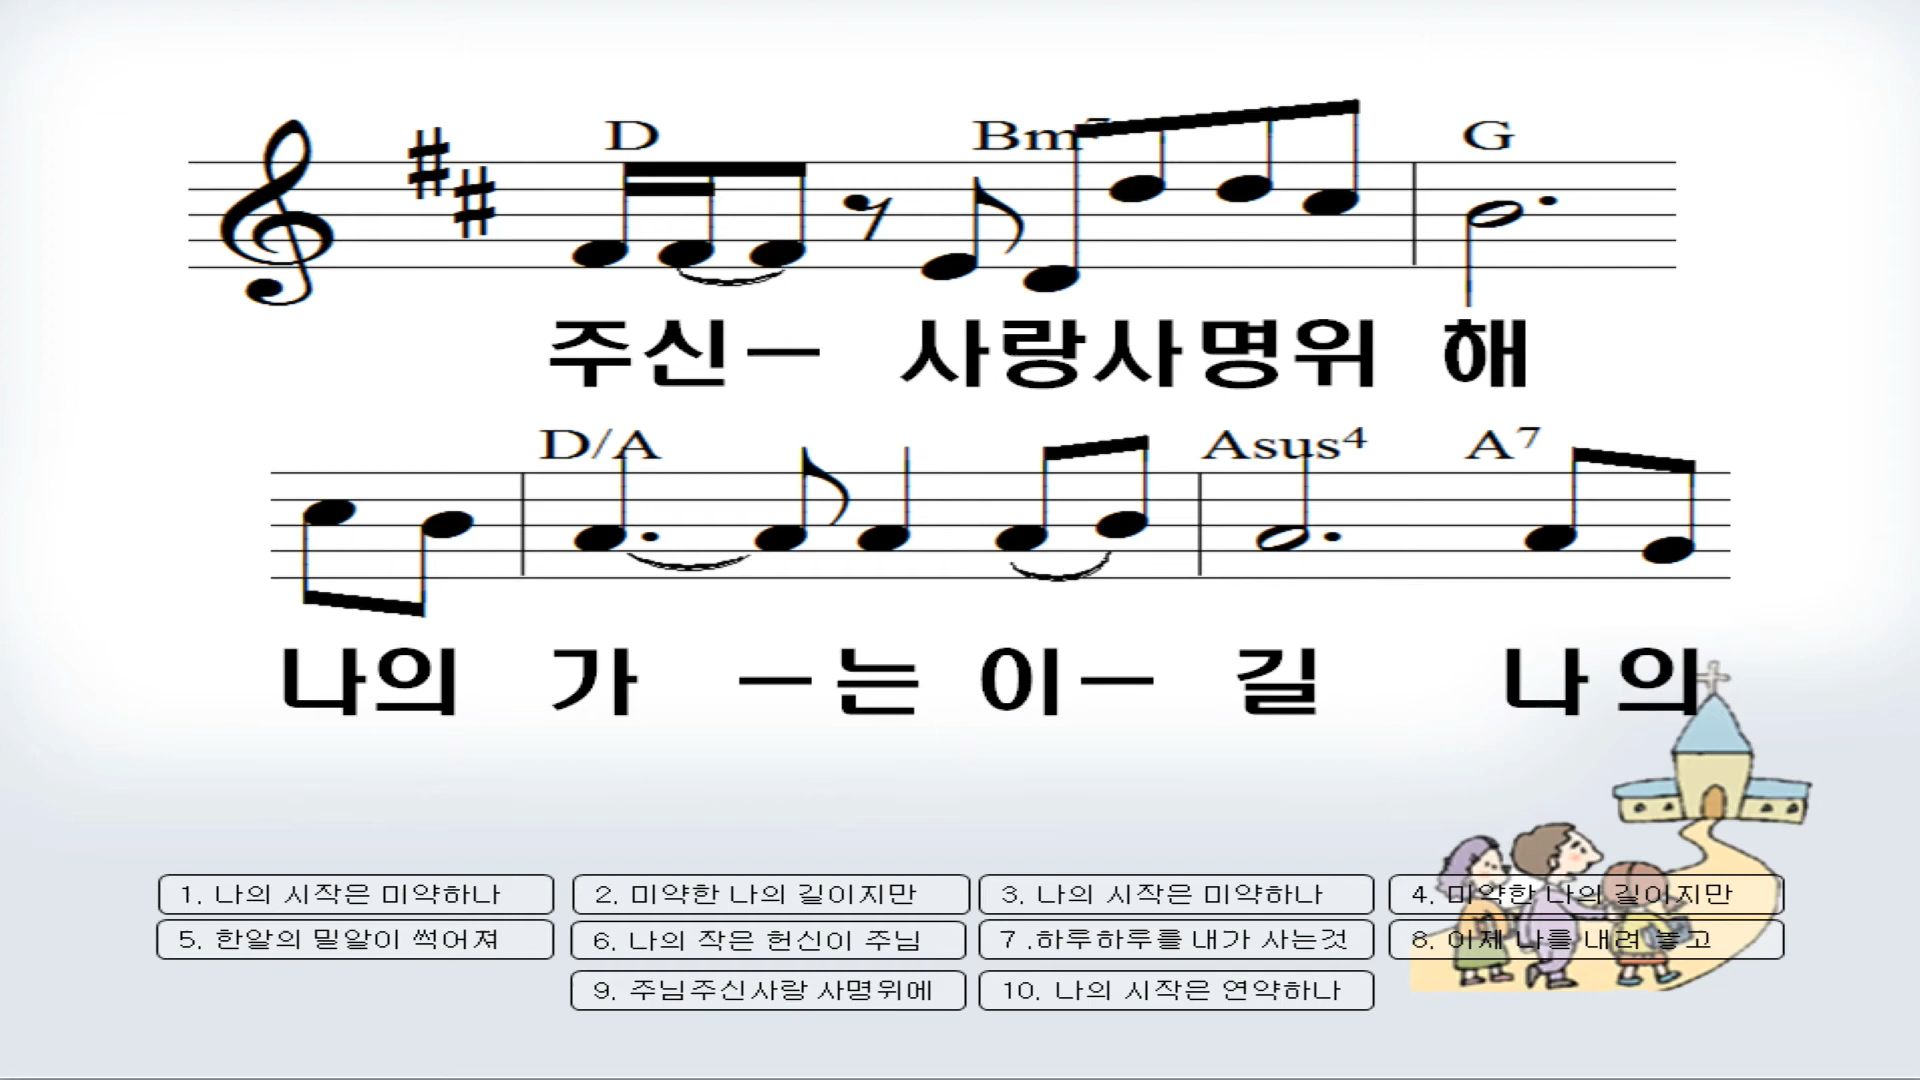 D Bm7 G
주신ㅡ 사랑사명위 해
D/A Asus4 A7
나의 가 ㅡ는 이ㅡ 길 나 의
1. 나의 시작은 미약하나
2. 미약한 나의 길이지만
3. 나의 시작은 미약하나
4. 미약한 나의 길이지만
5. 한알의 밀알이 썩어져
6. 나의 작은 헌신이 주님
7 .하루하루를 내가 사는것
8. 이제 나를 내려 놓고
9. 주님주신사랑 사명위에
10. 나의 시작은 연약하나